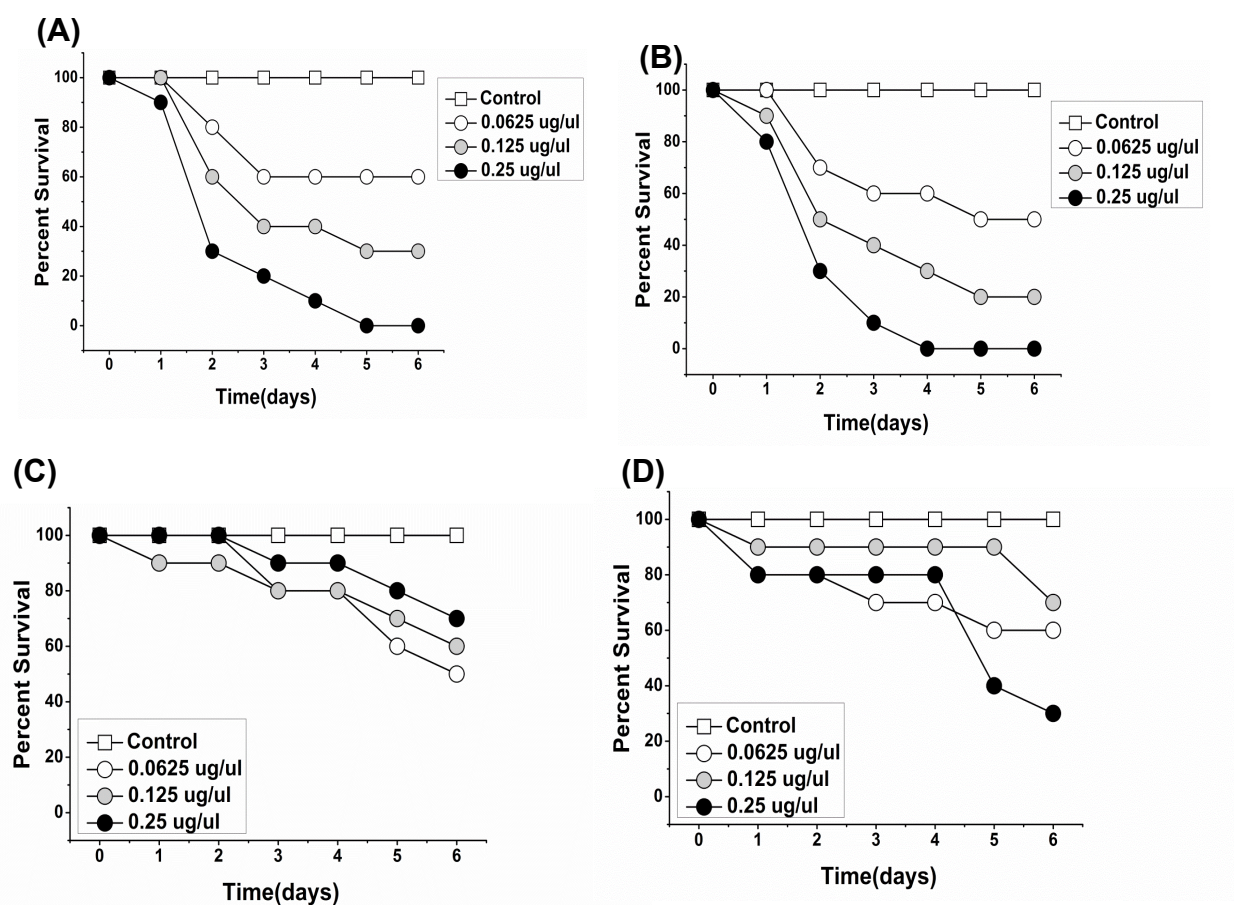 (A)
100
80
60
40
20
0
Percent Survival
0 1 2 3 4 5 6
Time(days)
Control
0.0625 ug/ul
0.125 ug/ul
0.25 ug/ul
(B)
100
80
60
40
20
0
Percent Survival
0 1 2 3 4 5 6
Time(days)
Control
0.0625 ug/ul
0.125 ug/ul
0.25 ug/ul
(C)
100
80
60
40
20
0
Percent Survival
Control
0.0625 ug/ul
0.125 ug/ul
0.25 ug/ul
0 1 2 3 4 5 6
Time(days)
(D)
100
80
60
40
20
0
Percent Survival
Control
0.0625 ug/ul
0.125 ug/ul
0.25 ug/ul
0 1 2 3 4 5 6
Time(days)